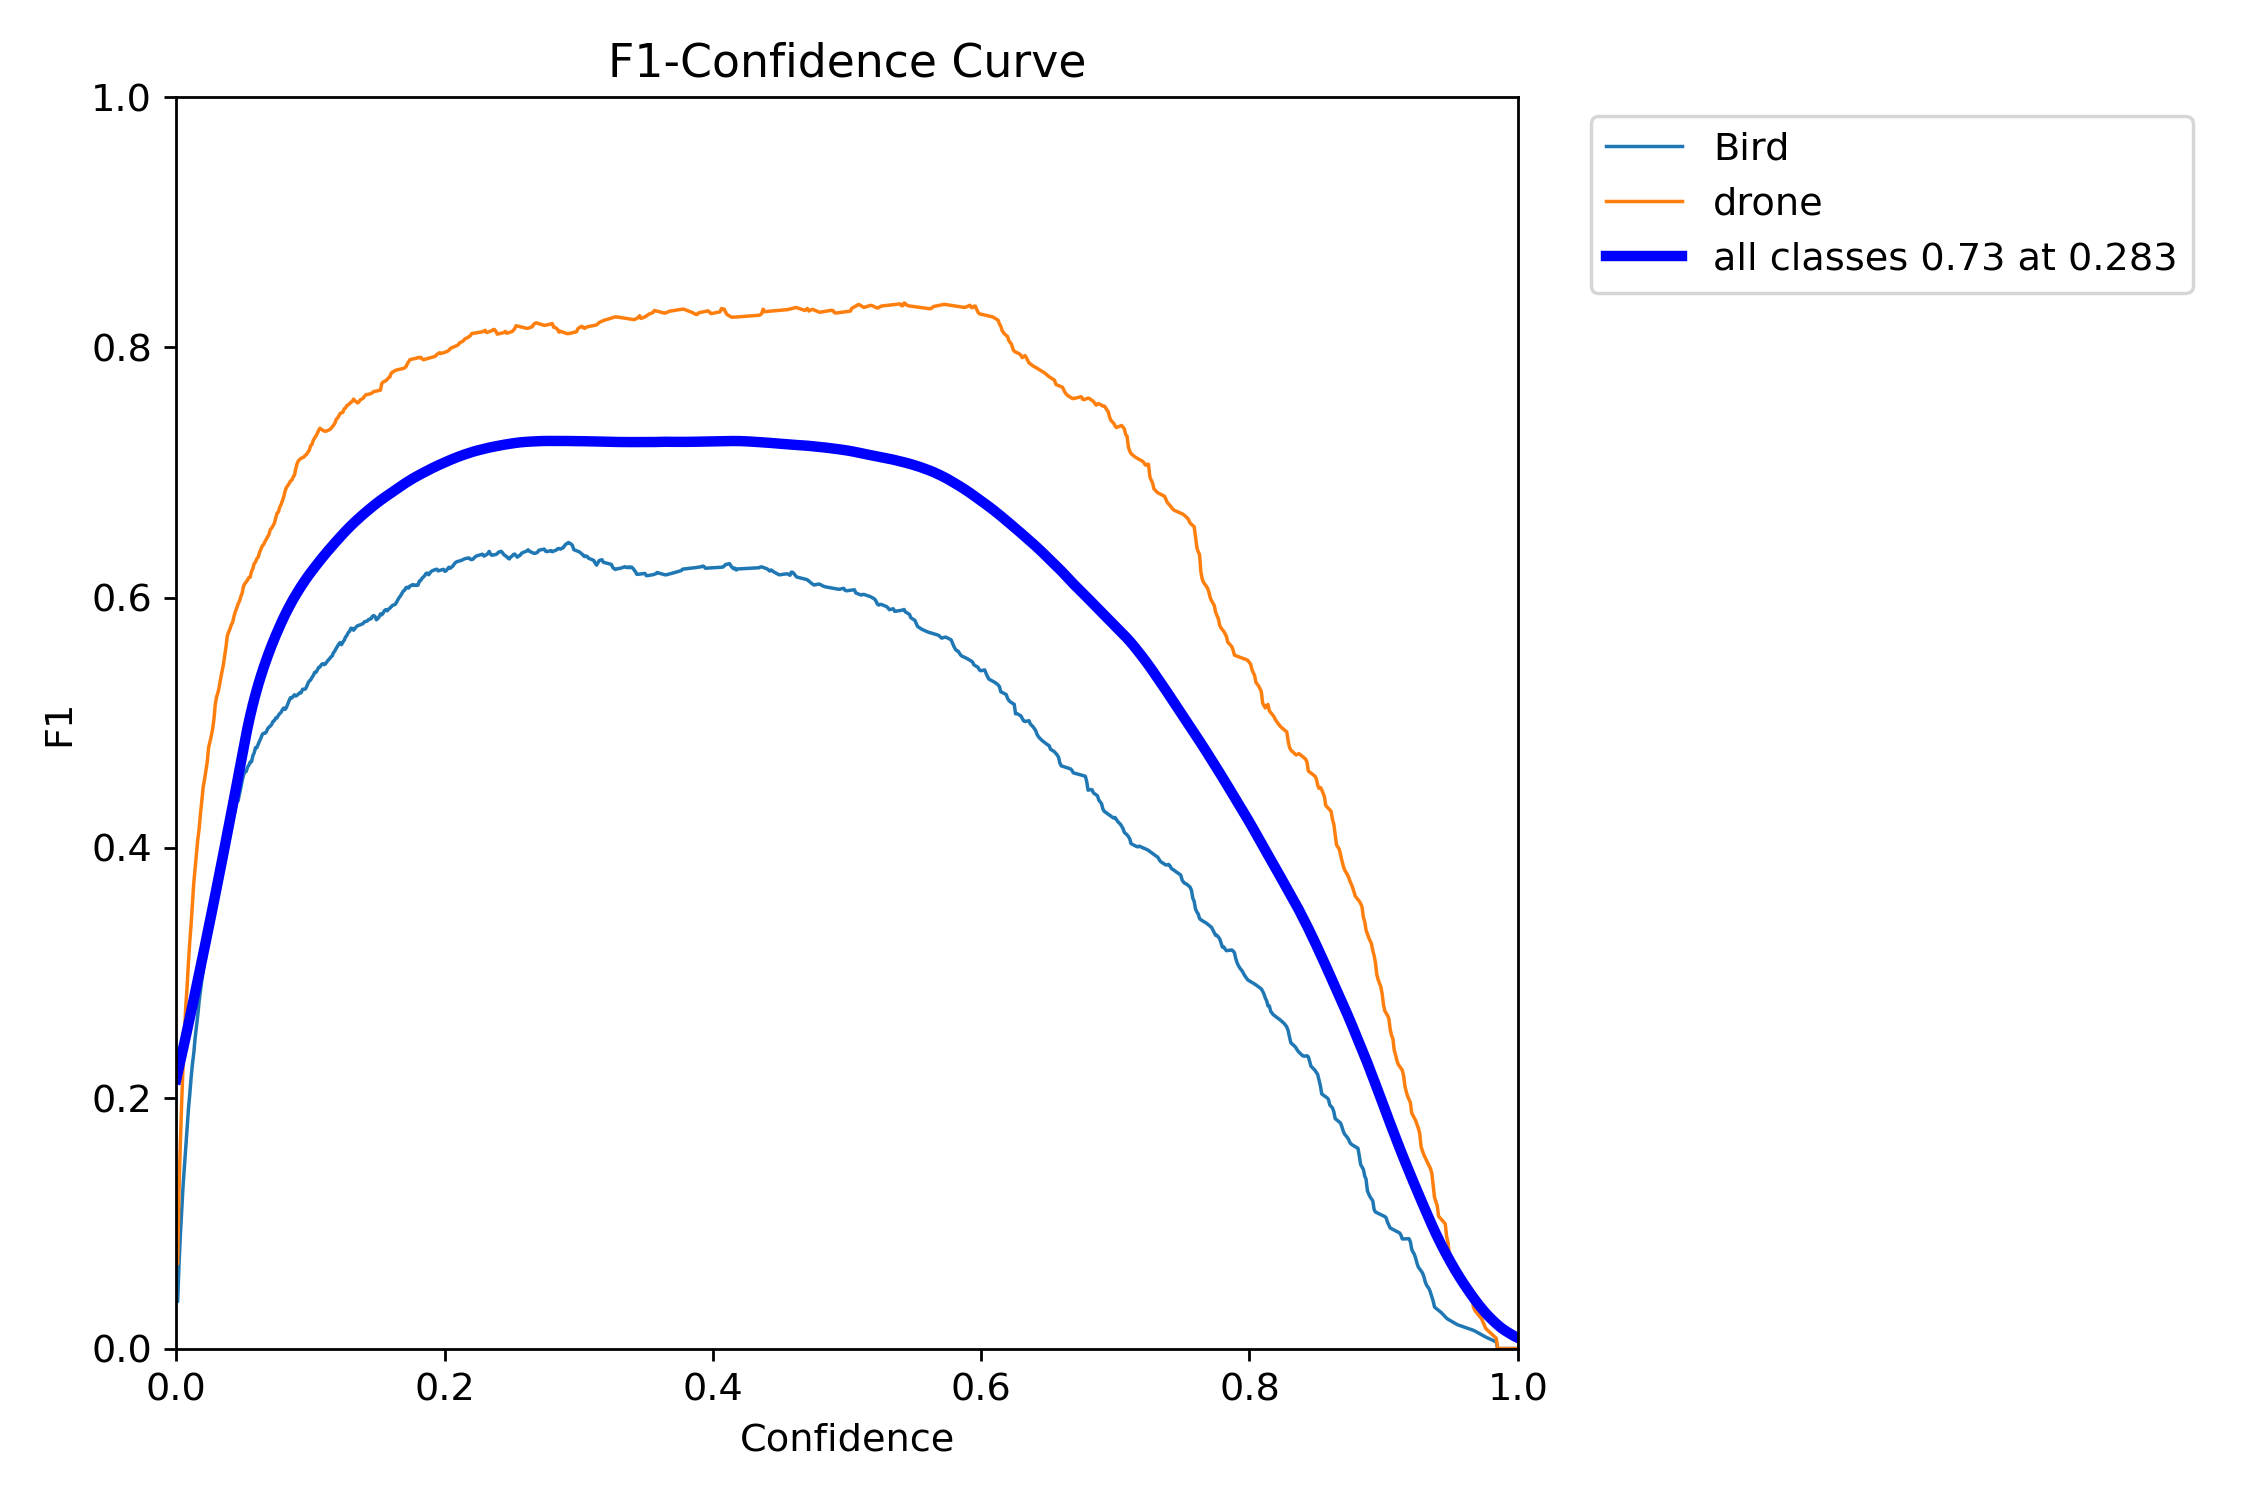 F1-Confidence Curve
1.0
0.8
0.6
0.4
0.2
0.0
F1
0.0 0.2 0.4 0.6 0.8 1.0
Confidence
Bird
drone
all classes 0.73 at 0.283